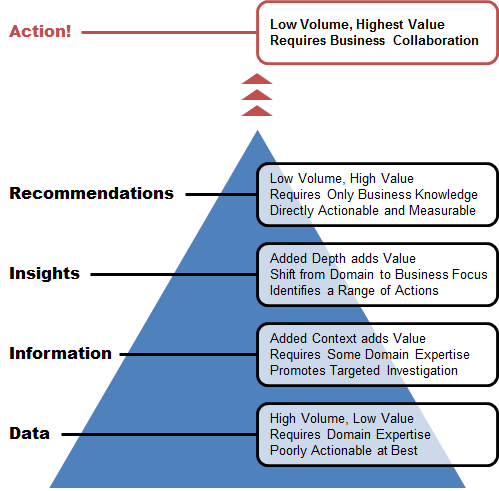 Action!
Low Volume, Highest Value
Requires Business Collaboration
Recommendations
Low Volume, High Value
Requires Only Business Knowledge
Directly Actionable and Measurable
Insights
Added Depth adds Value
Shift from Domain to Business Focus
Identifies a Range of Actions
Information
Added Context adds Value
Requires Some Domain Expertise
Promotes Targeted Investigation
Data
High Volume, Low Value
Requires Domain Expertise
Poorly Actionable at Best